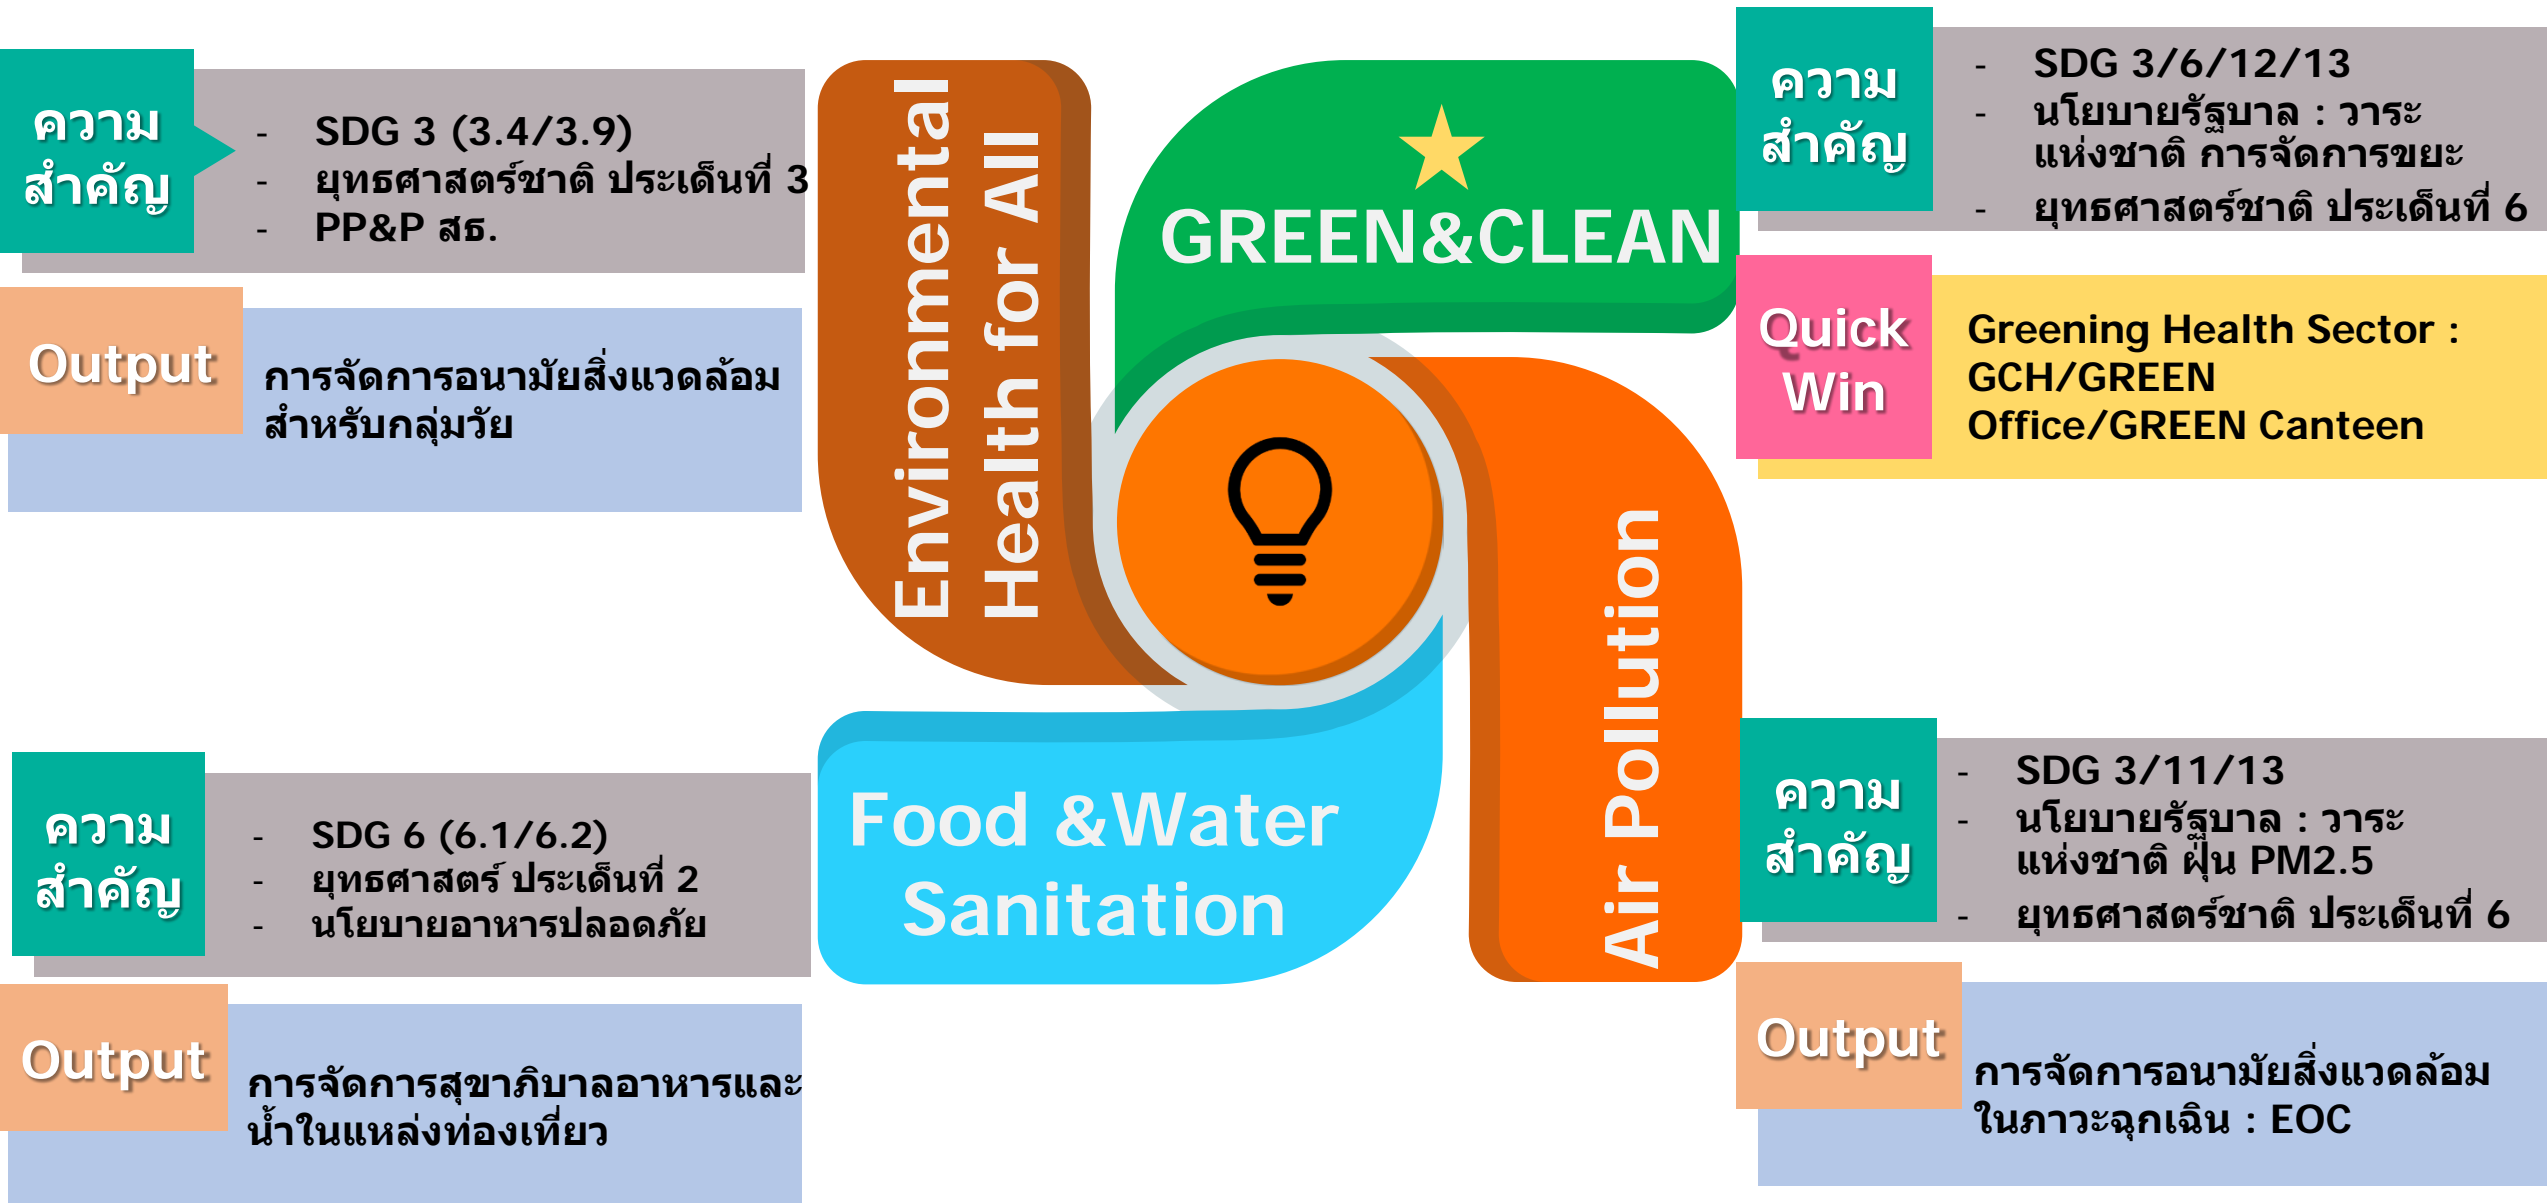 ความ
สำคัญ
- SDG 3 (3.4/3.9)
- ยุทธศาสตร์ชาติ ประเด็นที่ 3
- PP&P สธ.
Output
การจัดการอนามัยสิ่งแวดล้อม
สำหรับกลุ่มวัย
Environmental
Health for All
GREEN&CLEAN
ความ
สำคัญ
- SDG 3/6/12/13
- นโยบายรัฐบาล : วาระ
แห่งชาติ การจัดการขยะ
- ยุทธศาสตร์ชาติ ประเด็นที่ 6
Quick
Win
Greening Health Sector :
GCH/GREEN
Office/GREEN Canteen
ความ
สำคัญ
- SDG 6 (6.1/6.2)
- ยุทธศาสตร์ ประเด็นที่ 2
- นโยบายอาหารปลอดภัย
Output
การจัดการสุขาภิบาลอาหารและ
น้ำในแหล่งท่องเที่ยว
Food &Water
Sanitation
Air Pollution
ความ
สำคัญ
- SDG 3/11/13
- นโยบายรัฐบาล : วาระ
แห่งชาติ ฝุ่น PM2.5
- ยุทธศาสตร์ชาติ ประเด็นที่ 6
Output
การจัดการอนามัยสิ่งแวดล้อม
ในภาวะฉุกเฉิน : EOC